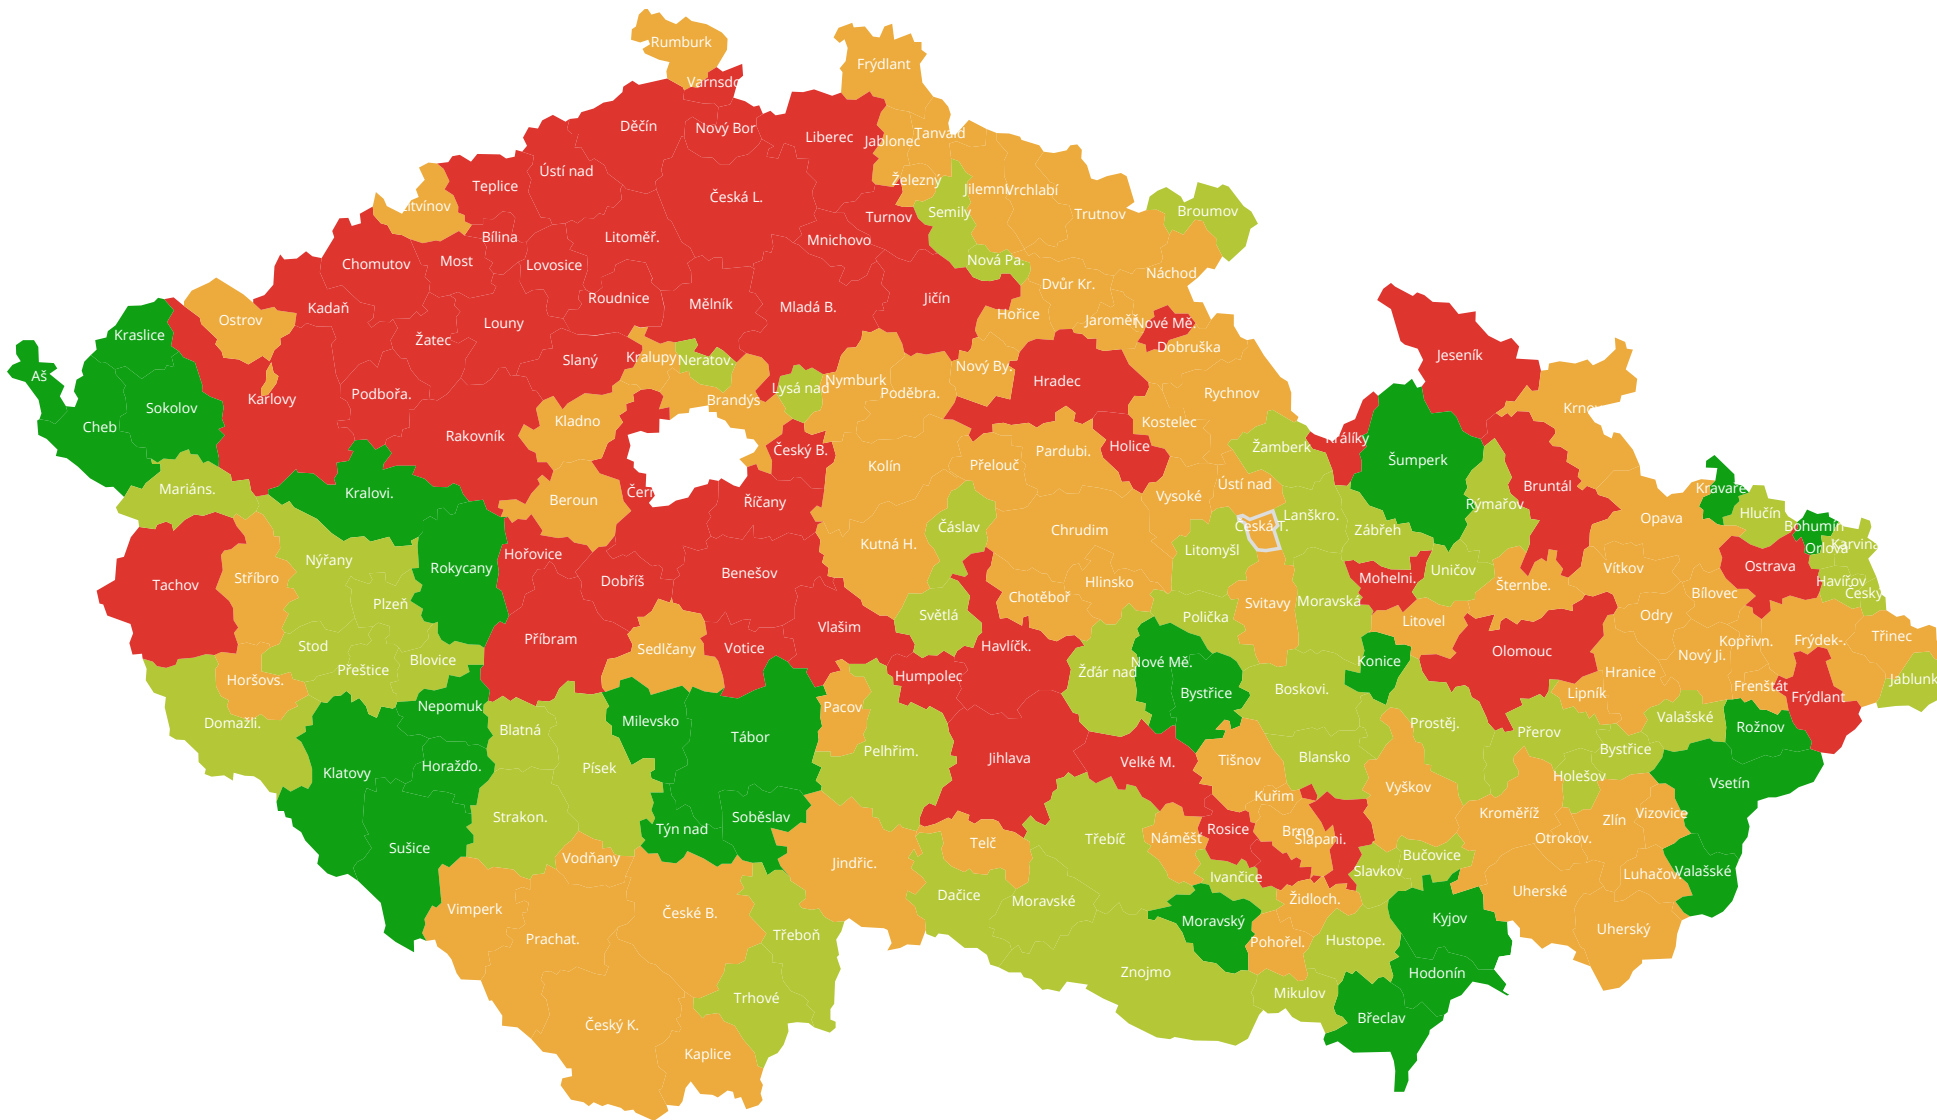 Rumburk
Frýdlant
Varnsdo
Děčín
Nový Bor
Liberec
Jablonec
Tanvald
Ústí nad
Teplice
Železný
Jilemni
Vrchlabí
Česká L.
Litvínov
Semily
Broumov
Turnov
Trutnov
Bílina
Litoměř.
Mnichovo
Most
Chomutov
Lovosice
Nová Pa.
Náchod
Dvůr Kr.
Roudnice
Mělník
Mladá B.
Jičín
Kadaň
Ostrov
Hořice
Jaroměř
Nové Mě.
Louny
Kraslice
Žatec
Dobruška
Slaný
Kralupy
Neratov.
Jeseník
Nový By.
Aš
Nymburk
Hradec
Lysá nad
Poděbra.
Rychnov
Podbořa.
Karlovy
Brandýs
Sokolov
Krnov
Kladno
Kostelec
Cheb
Rakovník
Králíky
Holice
Žamberk
Český B.
Pardubi.
Šumperk
Kolín
Přelouč
Ústí nad
Bruntál
Mariáns.
Kralovi.
Beroun
Čern
Říčany
Vysoké
Kravaře
Rýmařov
Hlučín
Lanškro.
Opava
Čáslav
Česká T.
Bohumín
Chrudim
Zábřeh
Kutná H.
Karviná
Orlová
Litomyšl
Hořovice
Nýřany
Rokycany
Ostrava
Vítkov
Uničov
Benešov
Stříbro
Mohelni.
Dobříš
Havířov
Hlinsko
Tachov
Šternbe.
Český
Bílovec
Chotěboř
Moravská
Plzeň
Svitavy
Světlá
Odry
Polička
Litovel
Vlašim
Třinec
Příbram
Frýdek-.
Kopřivn.
Stod
Havlíčk.
Votice
Sedlčany
Olomouc
Nový Ji.
Blovice
Konice
Nové Mě.
Přeštice
Žďár nad
Hranice
Humpolec
Horšovs.
Jablunk
Frenštát
Boskovi.
Bystřice
Lipník
Frýdlant
Nepomuk
Pacov
Valašské
Milevsko
Domažli.
Prostěj.
Rožnov
Blatná
Přerov
Tábor
Bystřice
Pelhřim.
Blansko
Jihlava
Tišnov
Velké M.
Horažďo.
Písek
Klatovy
Holešov
Vsetín
Vyškov
Kuřim
Kroměříž
Vizovice
Strakon.
Soběslav
Zlín
Týn nad
Rosice
Brno
Otrokov.
Náměšť
Třebíč
Šlapani.
Telč
Sušice
Bučovice
Vodňany
Jindřic.
Slavkov
Valašské
Luhačov.
Ivančice
Uherské
Dačice
Židloch.
Moravské
Vimperk
České B.
Kyjov
Moravský
Uherský
Třeboň
Prachat.
Hustope.
Pohořel.
Znojmo
Hodonín
Mikulov
Trhové
Břeclav
Český K.
Kaplice